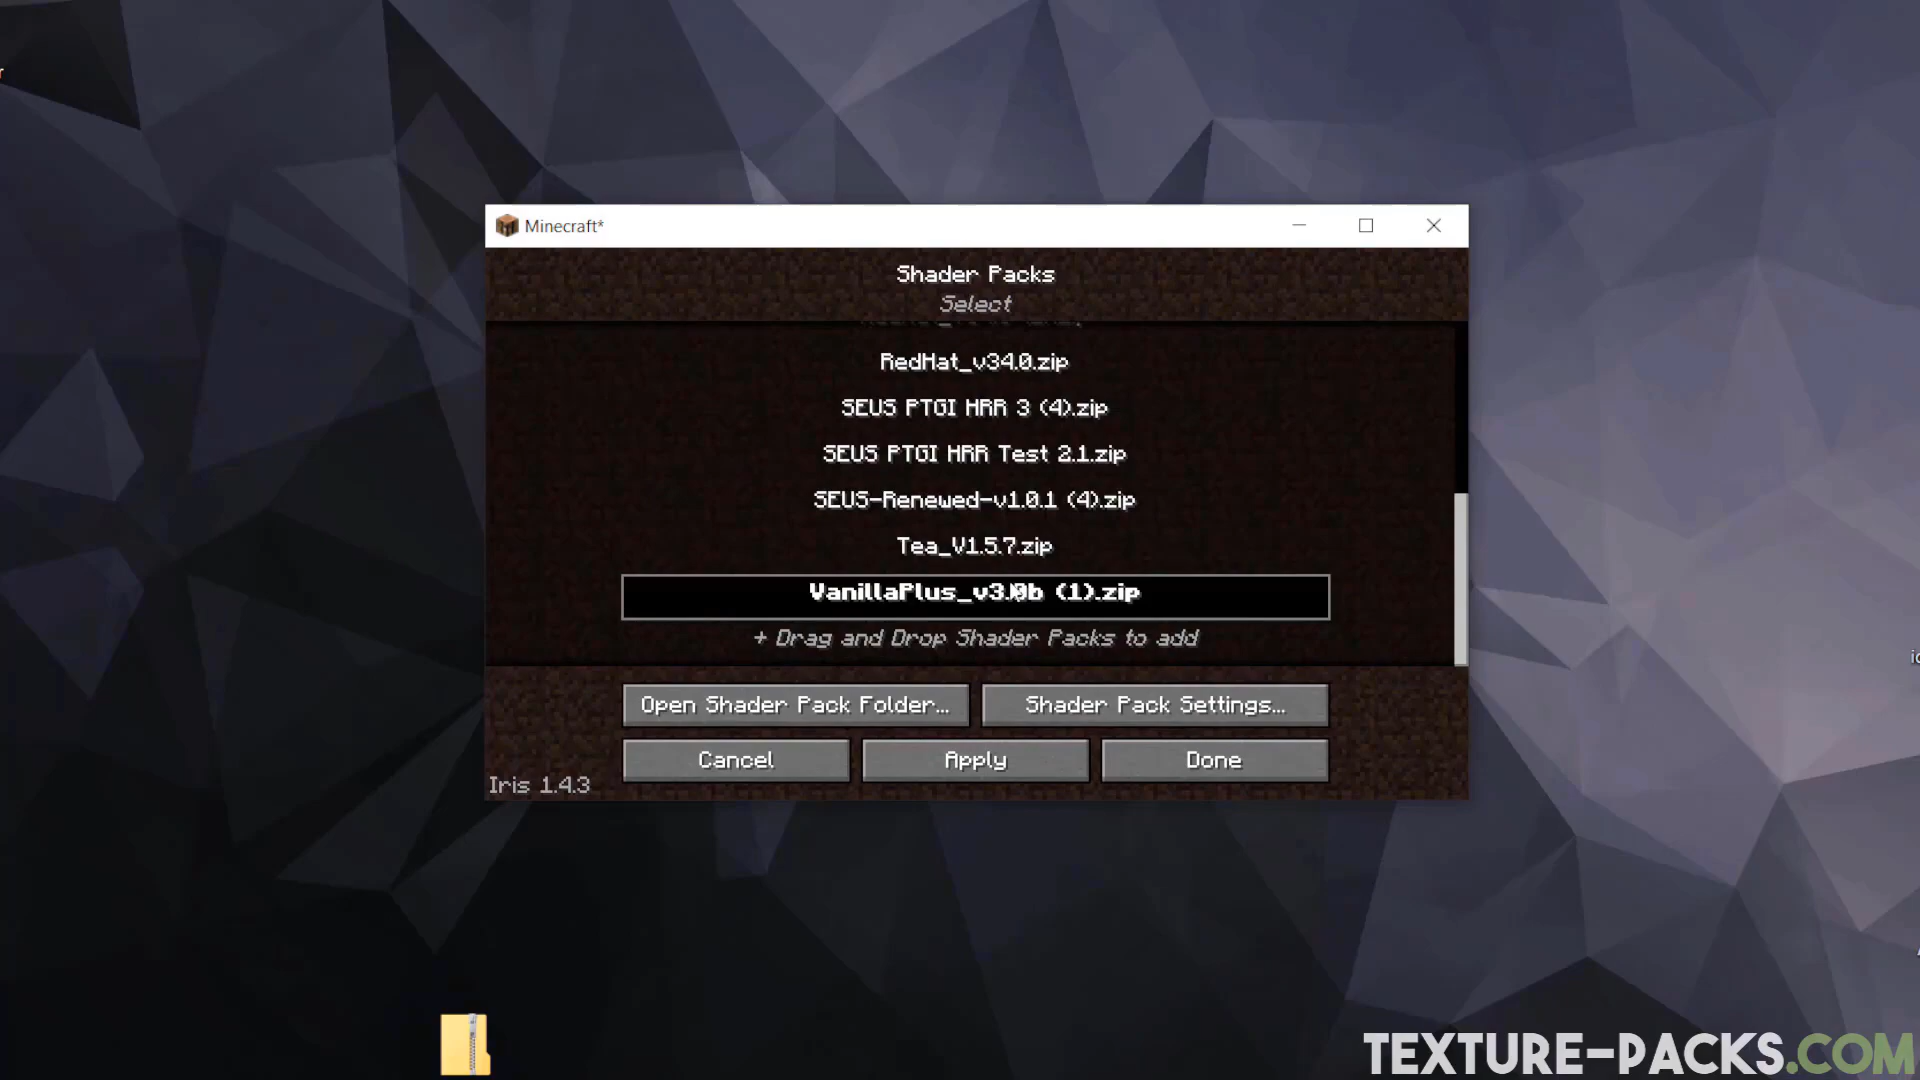 Minecraft*
Shader Packs
Select
RedHat_v34.0.zip
SEUS PTGI HRR 3 (4).zip
SEUS PTGI HRR Test 2.1.zip
SEUS-Renewed-v1.0.1 (4).zip
Tea_V1.5.7.zip
VanillaPlus_v3.0b (1).zip
+ Drag and Drop Shader Packs to add
Open Shader Pack Folder...
Shader Pack Settings...
Cancel
Apply
Done
Iris 1.4.3
TEXTURE-PACKS.COM